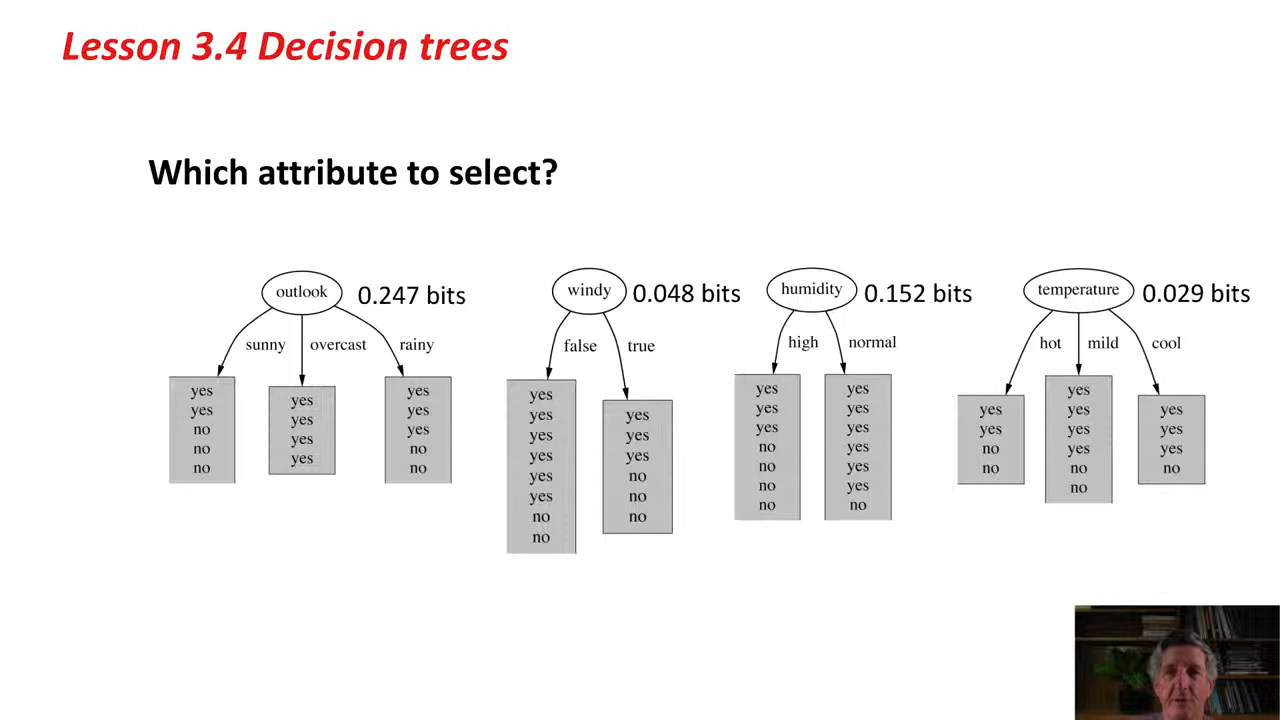 Lesson 3.4 Decision trees
Which attribute to select?
outlook
0.247 bits
sunny
overcast
rainy
yes
yes
no
no
no
yes
yes
yes
yes
yes
yes
yes
no
no
windy
0.048 bits
false
true
yes
yes
yes
yes
yes
yes
no
no
yes
yes
yes
no
no
no
humidity
0.152 bits
high
normal
yes
yes
yes
no
no
no
no
yes
yes
yes
yes
yes
yes
no
temperature
0.029 bits
hot
mild
cool
yes
yes
no
no
yes
yes
yes
yes
no
no
yes
yes
yes
no